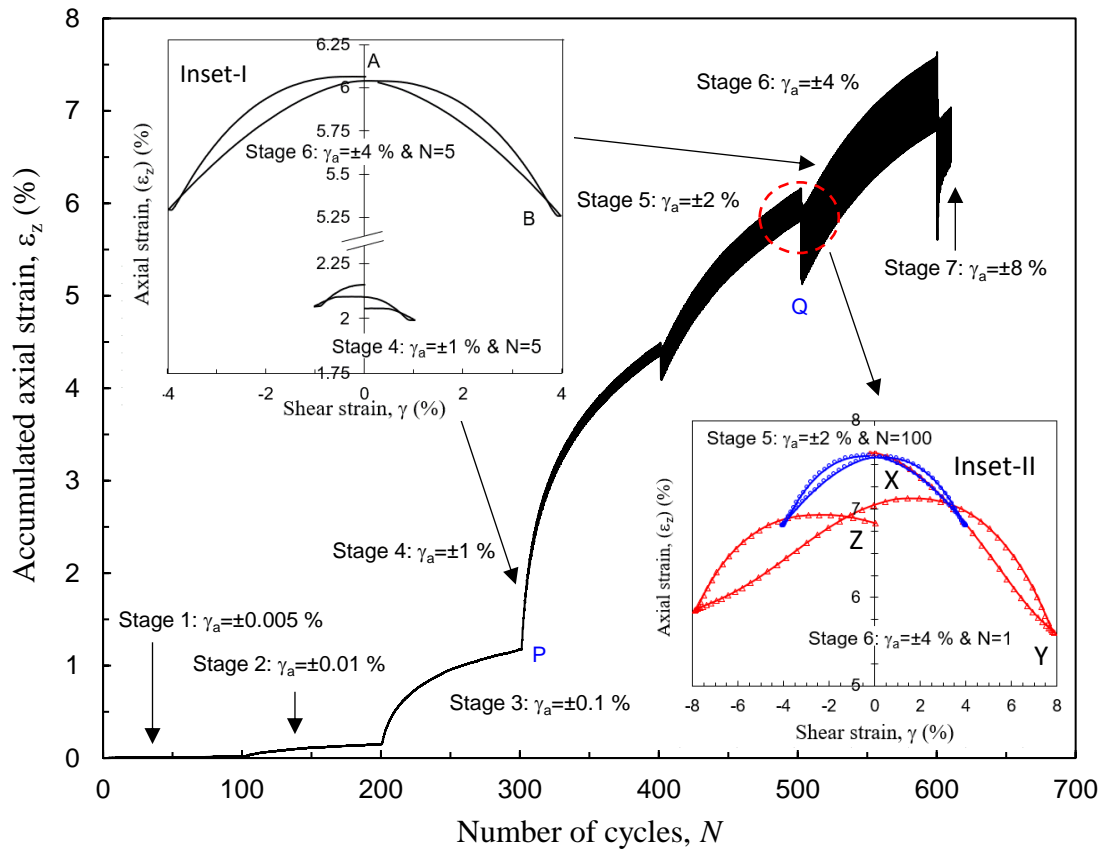 Accumulated axial strain, εz (%)
8
7
6
5
4
3
2
1
0
0
100
200
300
400
500
600
700
Number of cycles, N
Inset-I
Axial strain, (εz) (%)
6.25
6
5.75
5.5
5.25
2.25
2
1.75
A
B
Stage 6: γa=±4 % & N=5
Stage 4: γa=±1 % & N=5
-4
-2
0
2
4
Shear strain, γ (%)
Stage 6: γa=±4 %
Stage 5: γa=±2 %
Q
Stage 7: γa=±8 %
Stage 4: γa=±1 %
Stage 1: γa=±0.005 %
Stage 2: γa=±0.01 %
P
Stage 3: γa=±0.1 %
Stage 5: γa=±2 % & N=100
Inset-II
Axial strain, (εz) (%)
8
7
6
5
X
Z
Y
Stage 6: γa=±4 % & N=1
-8
-6
-4
-2
0
2
4
6
8
Shear strain, γ (%)